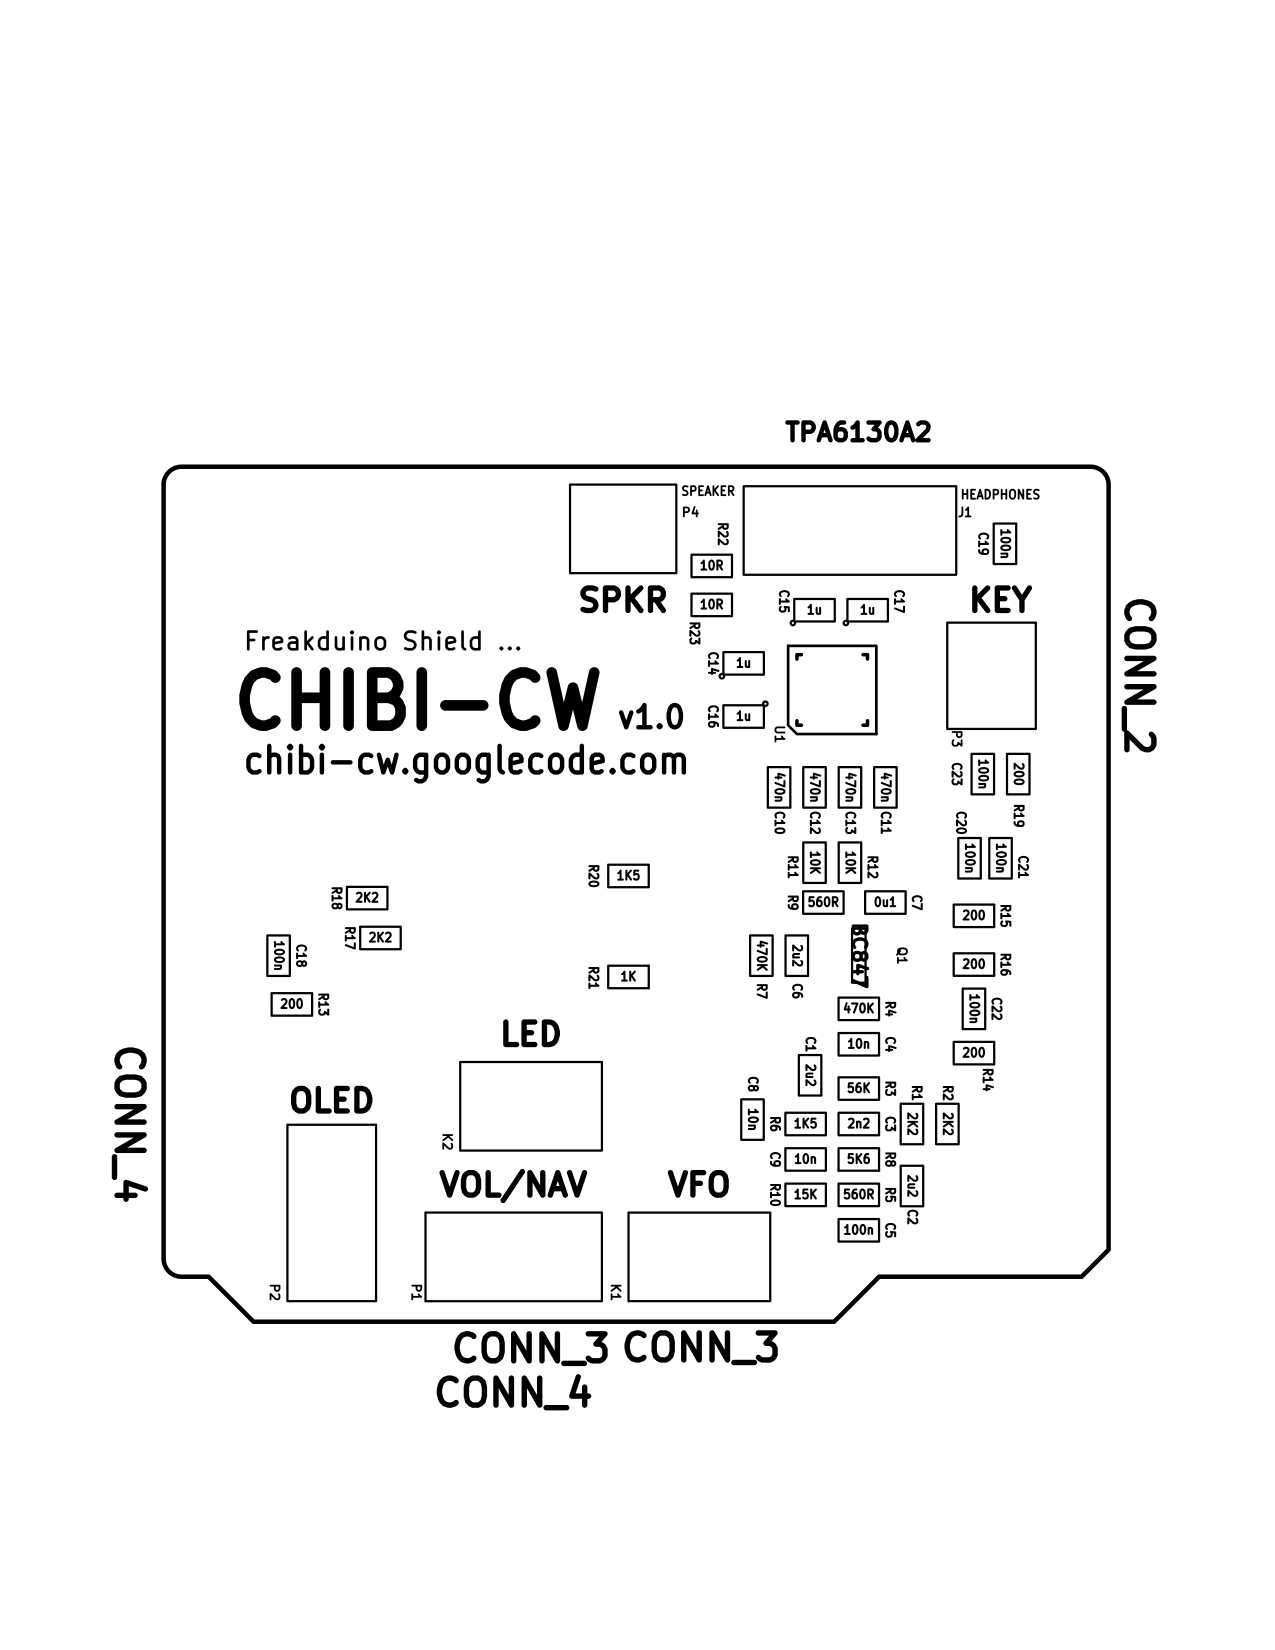 TPA6130A2
SPEAKER
P4
HEADPHONES
J1
R22
10R
C19
100n
SPKR
10R
R23
C15
1u
1u
C17
KEY
CONN_2
Freakduino Shield ...
CHIBI-CW v1.0
chibi-cw.googlecode.com
C14
1u
C16
1u
U1
P3
470n
470n
470n
470n
C10
C12
C13
C11
C23
100n
200
R19
C20
100n
100n
C21
R11
10K
10K
R12
R20
1K5
R18
2K2
R9
560R
0u1
C7
200
R15
R17
2K2
C18
100n
470K
R7
2u2
C6
BC847
Q1
200
R16
R21
1K
200
R13
470K
R4
100n
C22
LED
10n
C4
200
R14
C1
2u2
56K
R3
R1
2K2
R2
2K2
C8
10n
R6
1K5
2n2
C3
CONN_4
OLED
K2
C9
10n
5K6
R8
VOL/NAV
VFO
R10
15K
560R
R5
2u2
C2
100n
C5
P2
P1
K1
CONN_3
CONN_3
CONN_4